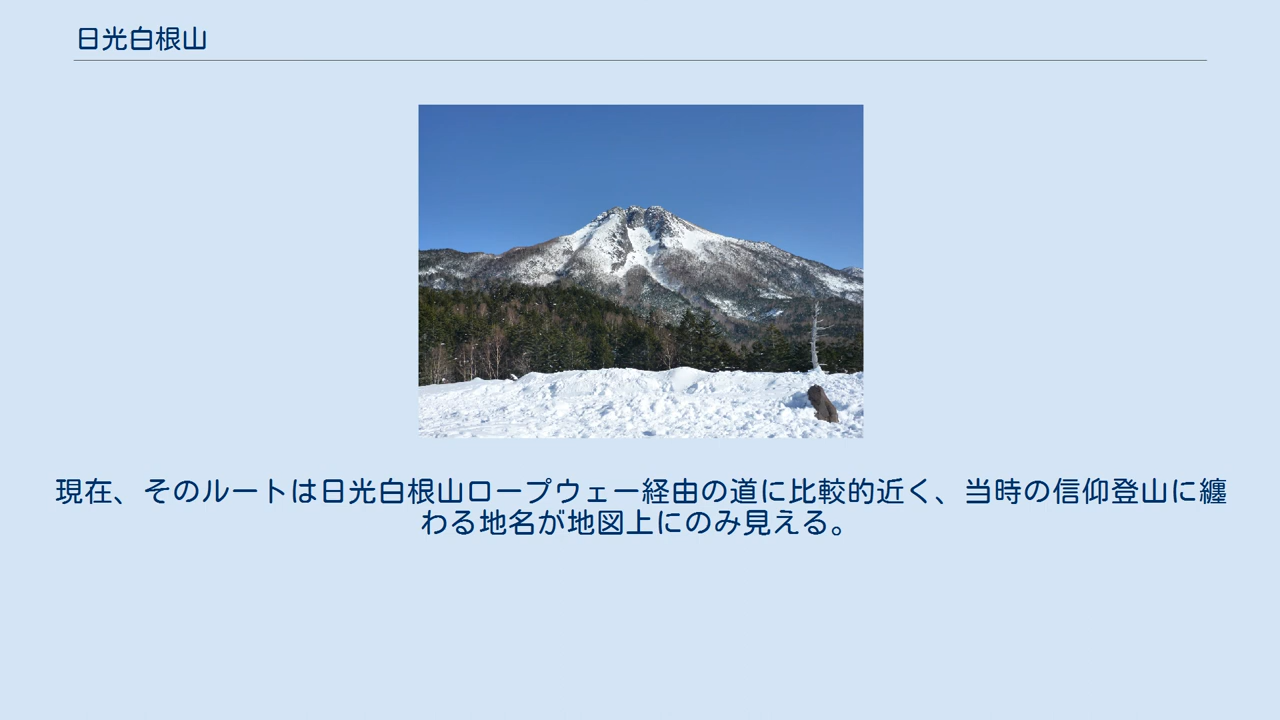 日光白根山
現在、そのルートは日光白根山ロープウェー経由の道に比較的近く、当時の信仰登山に纏
わる地名が地図上にのみ見える。